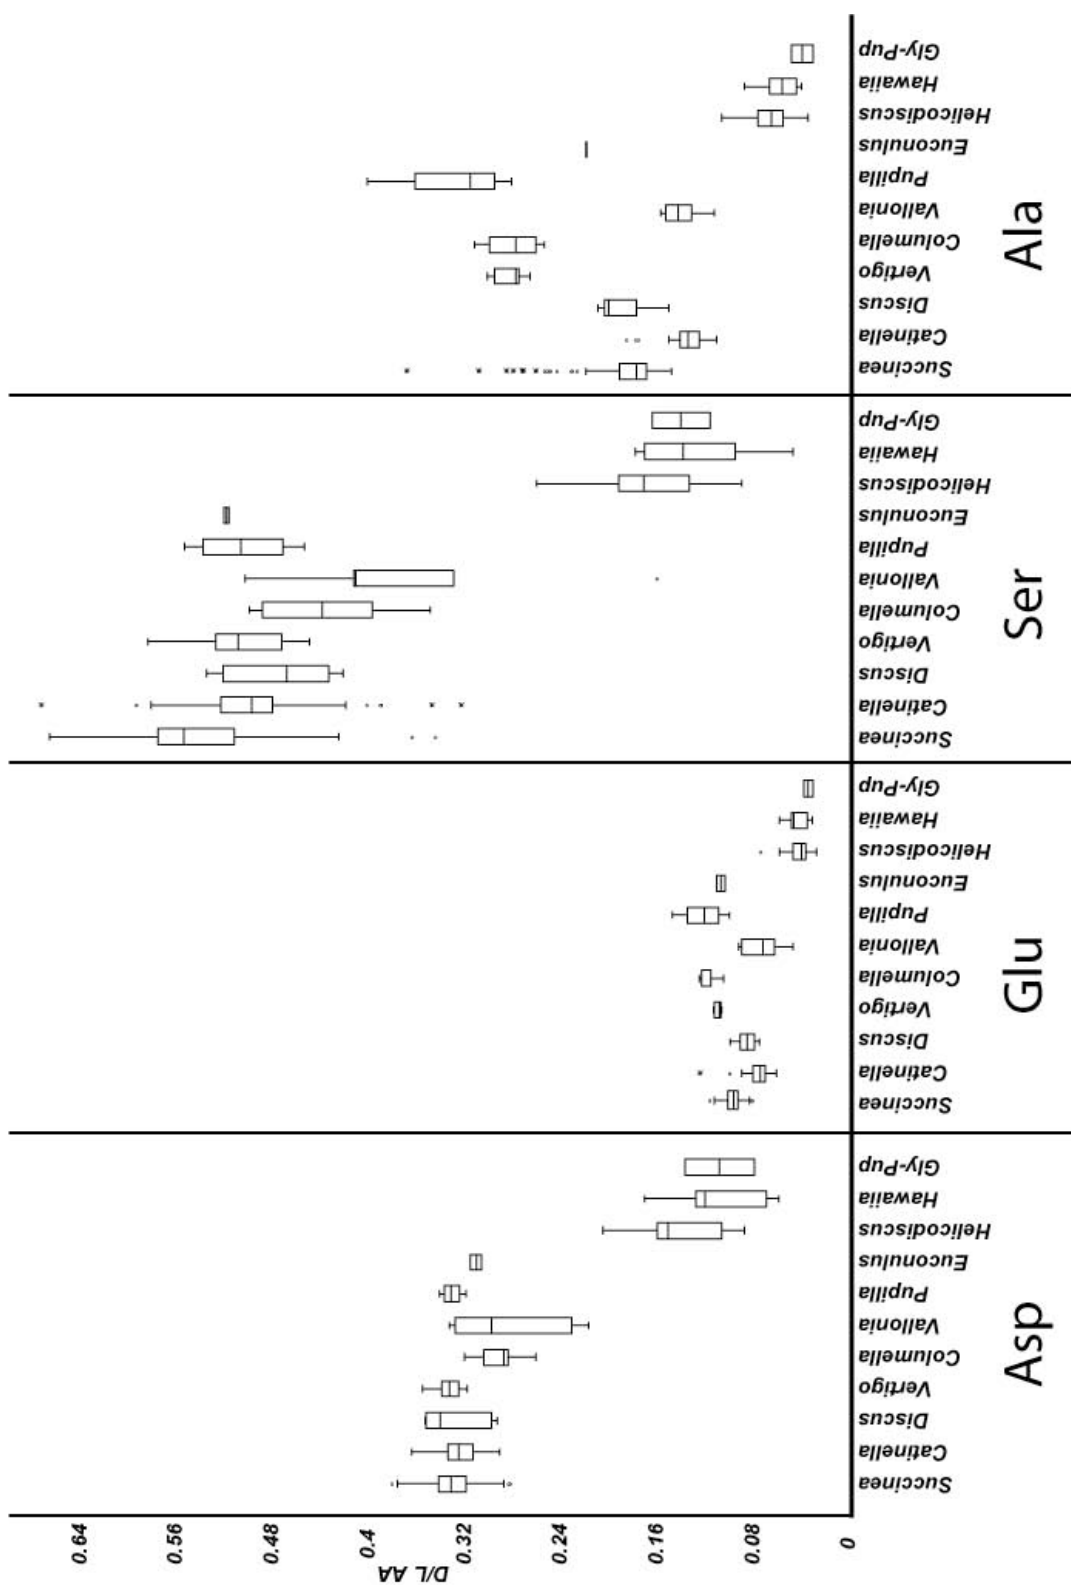 D/L AA
0.64
0.56
0.48
0.4
0.32
0.24
0.16
0.08
0
Succinea
Catinella
Discus
Vertigo
Columella
Vallonia
Pupilla
Euconulus
Helicodiscus
Hawaiia
Gly-Pup
Asp
Succinea
Catinella
Discus
Vertigo
Columella
Vallonia
Pupilla
Euconulus
Helicodiscus
Hawaiia
Gly-Pup
Glu
Succinea
Catinella
Discus
Vertigo
Columella
Vallonia
Pupilla
Euconulus
Helicodiscus
Hawaiia
Gly-Pup
Ser
Succinea
Catinella
Discus
Vertigo
Columella
Vallonia
Pupilla
Euconulus
Helicodiscus
Hawaiia
Gly-Pup
Ala